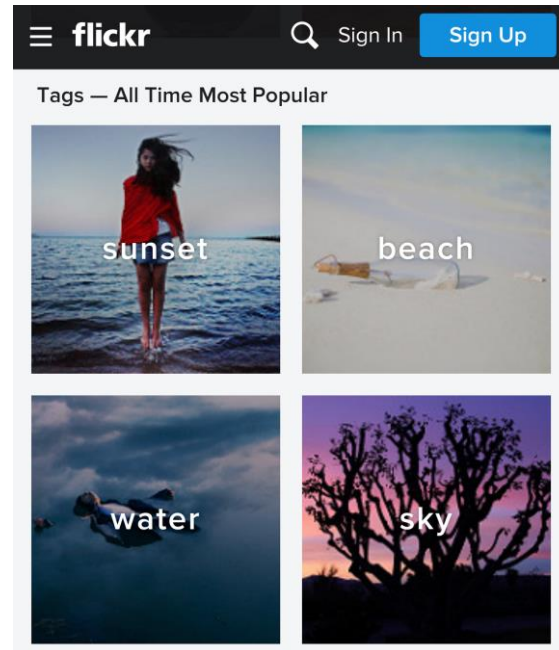 flickr Sign In Sign Up
Tags — All Time Most Popular
sunset beach
water sky